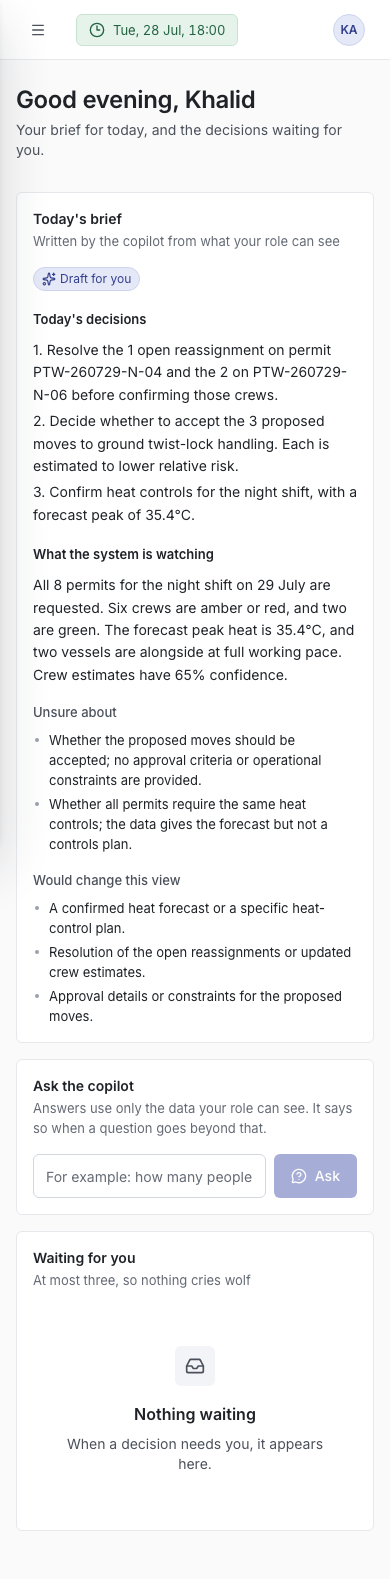 Tue, 28 Jul, 18:00
KA
Good evening, Khalid
Your brief for today, and the decisions waiting for
you.
Today's brief
Written by the copilot from what your role can see
Draft for you
Today's decisions
1. Resolve the 1 open reassignment on permit
PTW-260729-N-04 and the 2 on PTW-260729-
N-06 before confirming those crews.
2. Decide whether to accept the 3 proposed
moves to ground twist-lock handling. Each is
estimated to lower relative risk.
3. Confirm heat controls for the night shift, with a
forecast peak of 35.4°C.
What the system is watching
All 8 permits for the night shift on 29 July are
requested. Six crews are amber or red, and two
are green. The forecast peak heat is 35.4°C, and
two vessels are alongside at full working pace.
Crew estimates have 65% confidence.
Unsure about
Whether the proposed moves should be
accepted; no approval criteria or operational
constraints are provided.
Whether all permits require the same heat
controls; the data gives the forecast but not a
controls plan.
Would change this view
A confirmed heat forecast or a specific heat-
control plan.
Resolution of the open reassignments or updated
crew estimates.
Approval details or constraints for the proposed
moves.
Ask the copilot
Answers use only the data your role can see. It says
so when a question goes beyond that.
For example: how many people
Ask
Waiting for you
At most three, so nothing cries wolf
Nothing waiting
When a decision needs you, it appears
here.